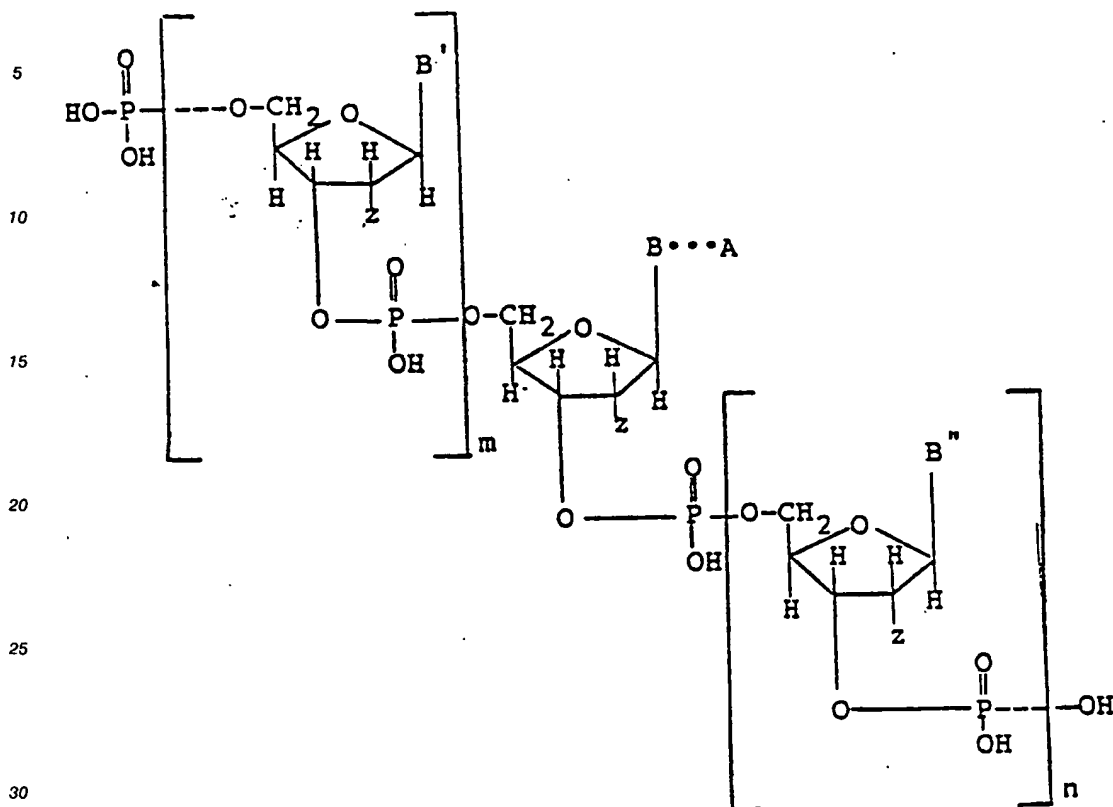 5
O
B'
HO-P----O-CH2 O
OH
H H
H z H
10
O
B•••A
O-P-O-CH2 O
OH
15
H H
H z H
m
B"
O
20
O-P-O-CH2 O
OH
H H
H z H
25
O
O-P----OH
OH
n
30